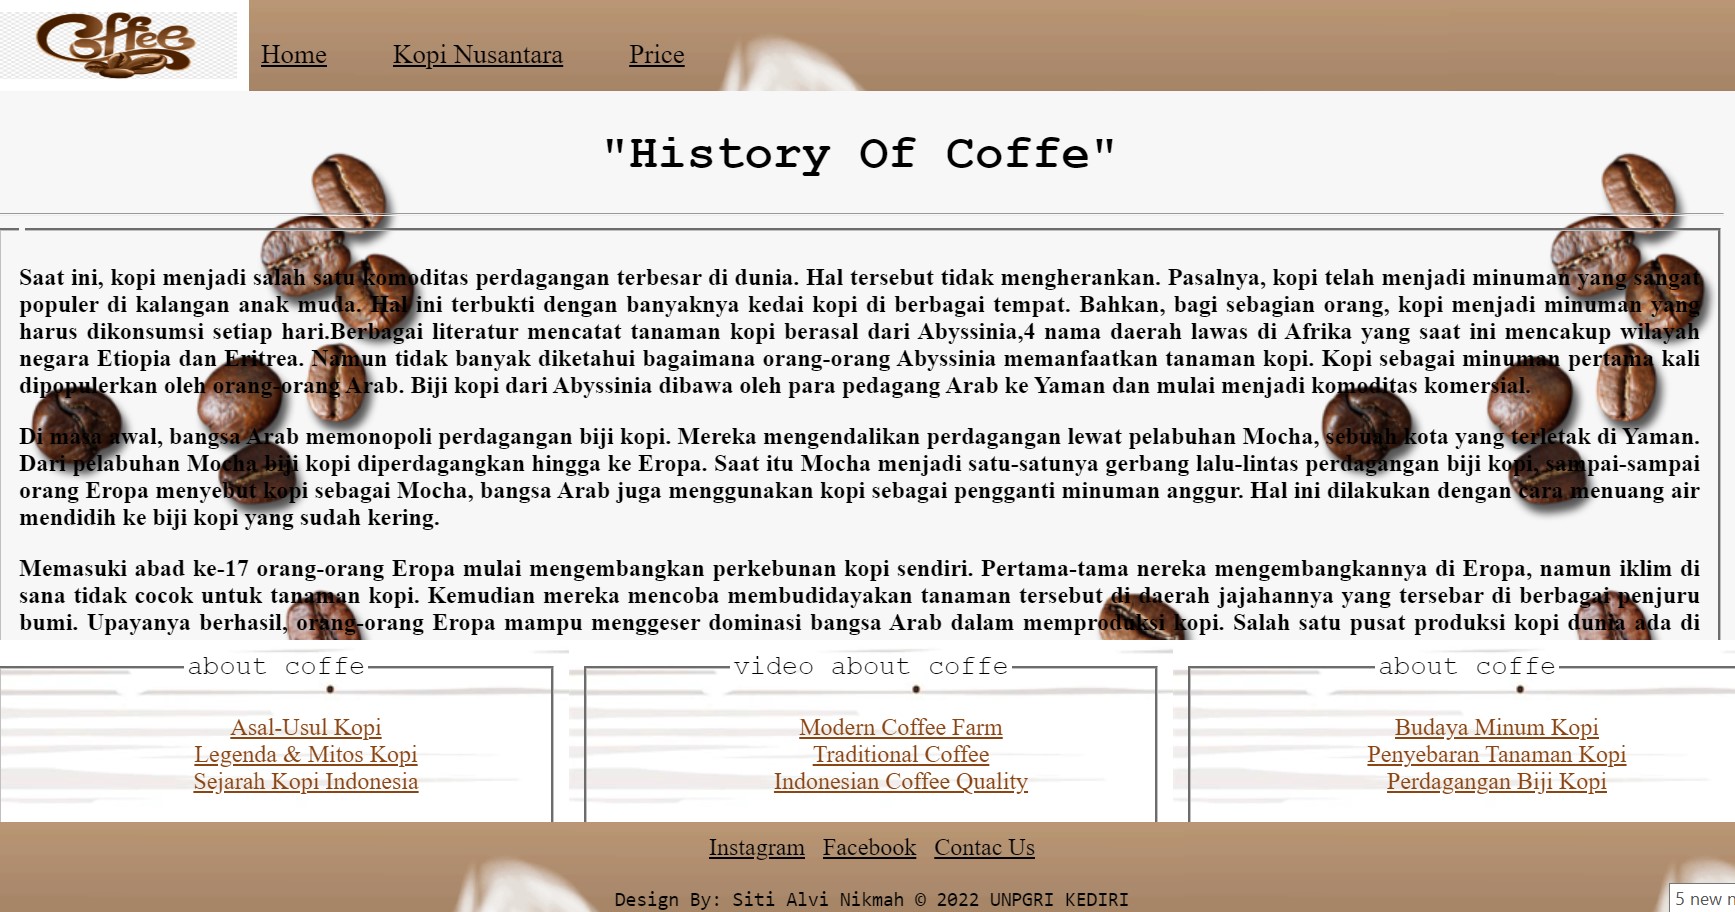 Coffee
Home Kopi Nusantara Price
"History Of Coffe"
Saat ini, kopi menjadi salah satu komoditas perdagangan terbesar di dunia. Hal tersebut tidak mengherankan. Pasalnya, kopi telah menjadi minuman yang sangat
populer di kalangan anak muda. Hal ini terbukti dengan banyaknya kedai kopi di berbagai tempat. Bahkan, bagi sebagian orang, kopi menjadi minuman yang
harus dikonsumsi setiap hari.Berbagai literatur mencatat tanaman kopi berasal dari Abyssinia,4 nama daerah lawas di Afrika yang saat ini mencakup wilayah
negara Etiopia dan Eritrea. Namun tidak banyak diketahui bagaimana orang-orang Abyssinia memanfaatkan tanaman kopi. Kopi sebagai minuman pertama kali
dipopulerkan oleh orang-orang Arab. Biji kopi dari Abyssinia dibawa oleh para pedagang Arab ke Yaman dan mulai menjadi komoditas komersial.
Di masa awal, bangsa Arab memonopoli perdagangan biji kopi. Mereka mengendalikan perdagangan lewat pelabuhan Mocha, sebuah kota yang terletak di Yaman.
Dari pelabuhan Mocha biji kopi diperdagangkan hingga ke Eropa. Saat itu Mocha menjadi satu-satunya gerbang lalu-lintas perdagangan biji kopi, sampai-sampai
orang Eropa menyebut kopi sebagai Mocha, bangsa Arab juga menggunakan kopi sebagai pengganti minuman anggur. Hal ini dilakukan dengan cara menuang air
mendidih ke biji kopi yang sudah kering.
Memasuki abad ke-17 orang-orang Eropa mulai mengembangkan perkebunan kopi sendiri. Pertama-tama nereka mengembangkannya di Eropa, namun iklim di
sana tidak cocok untuk tanaman kopi. Kemudian mereka mencoba membudidayakan tanaman tersebut di daerah jajahannya yang tersebar di berbagai penjuru
bumi. Upayanya berhasil, orang-orang Eropa mampu menggeser dominasi bangsa Arab dalam memproduksi kopi. Salah satu pusat produksi kopi dunia ada di
about coffe
Asal-Usul Kopi
Legenda & Mitos Kopi
Sejarah Kopi Indonesia
video about coffe
Modern Coffee Farm
Traditional Coffee
Indonesian Coffee Quality
about coffe
Budaya Minum Kopi
Penyebaran Tanaman Kopi
Perdagangan Biji Kopi
Instagram Facebook Contac Us
Design By: Siti Alvi Nikmah © 2022 UNPGRI KEDIRI
5 new